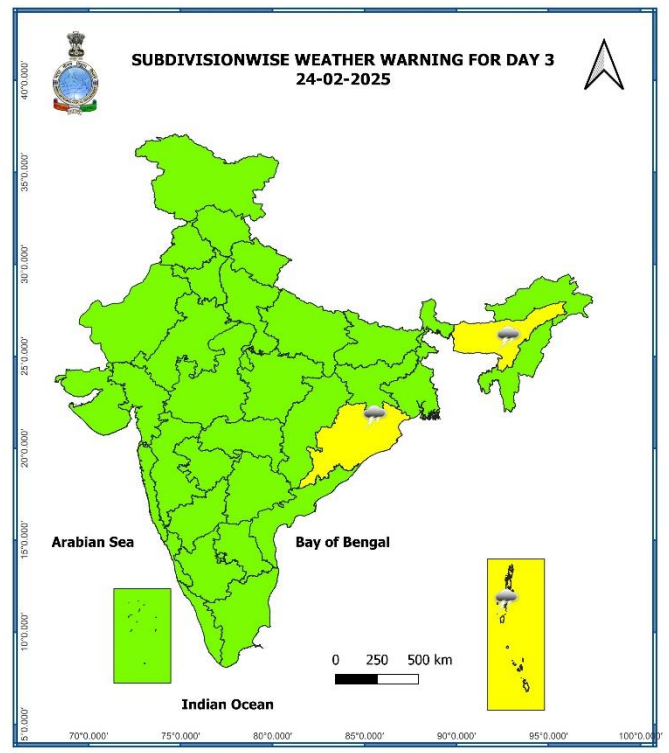 SUBDIVISIONWISE WEATHER WARNING FOR DAY 3
24-02-2025
40°0.000'
35°0.000'
30°0.000'
25°0.000'
20°0.000'
15°0.000'
10°0.000'
5°0.000'
Arabian Sea
Bay of Bengal
0 250 500 km
Indian Ocean
70°0.000' 75°0.000' 80°0.000' 85°0.000' 90°0.000' 95°0.000' 100°0.000'